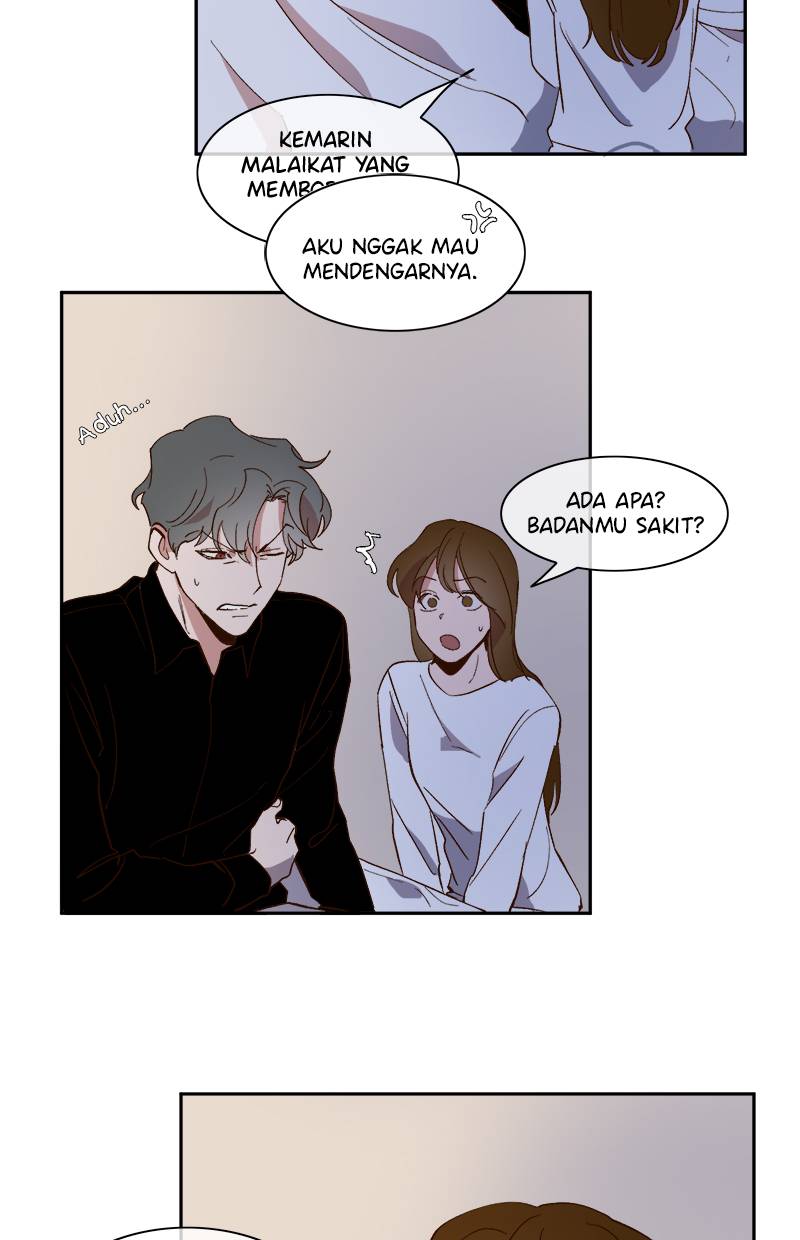 KEMARIN
MALAIKAT YANG
AKU NGGAK MAU
MENDENGARNYA.
Aduh...
ADA APA?
BADANMU SAKIT?